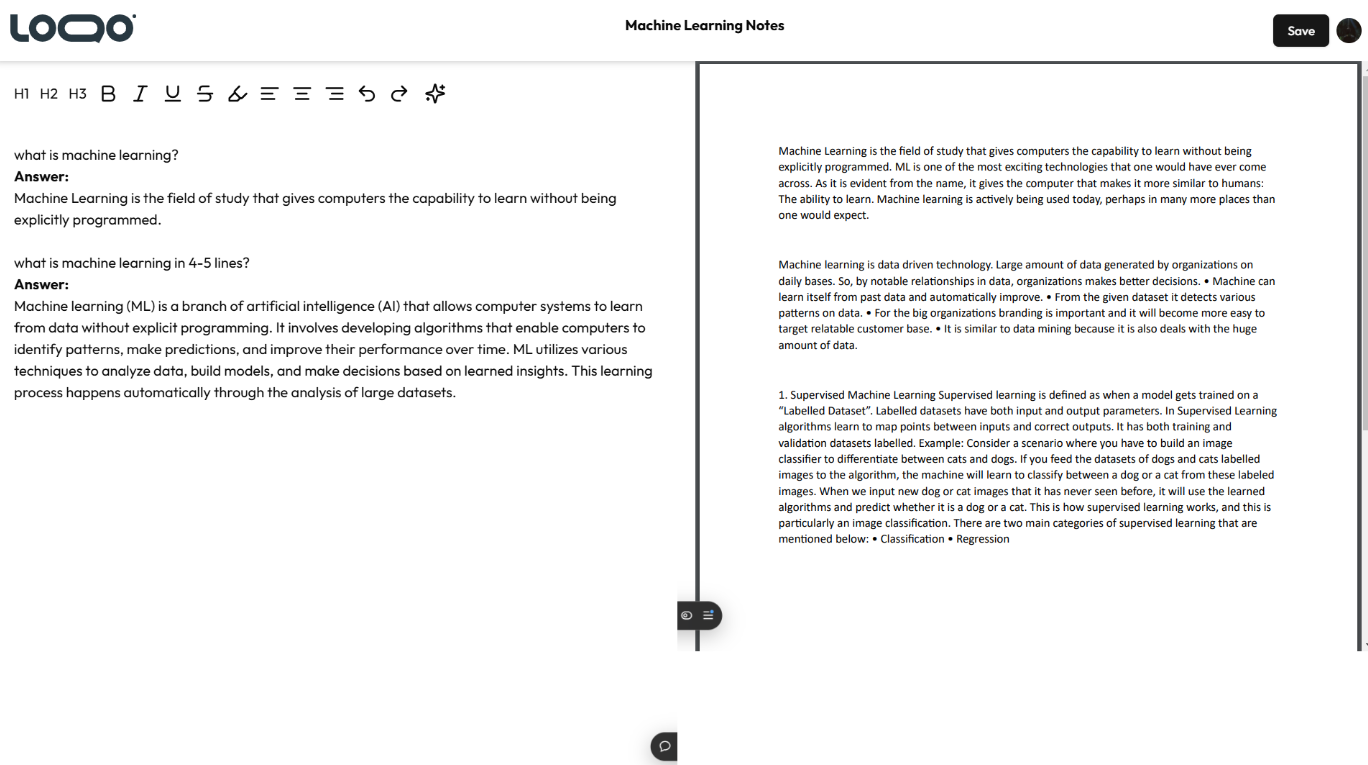 LOQO
Machine Learning Notes
Save
H1 H2 H3 B I U S
what is machine learning?
Answer:
Machine Learning is the field of study that gives computers the capability to learn without being
explicitly programmed.
what is machine learning in 4-5 lines?
Answer:
Machine learning (ML) is a branch of artificial intelligence (AI) that allows computer systems to learn
from data without explicit programming. It involves developing algorithms that enable computers to
identify patterns, make predictions, and improve their performance over time. ML utilizes various
techniques to analyze data, build models, and make decisions based on learned insights. This learning
process happens automatically through the analysis of large datasets.
Machine Learning is the field of study that gives computers the capability to learn without being
explicitly programmed. ML is one of the most exciting technologies that one would have ever come
across. As it is evident from the name, it gives the computer that makes it more similar to humans:
The ability to learn. Machine learning is actively being used today, perhaps in many more places than
one would expect.
Machine learning is data driven technology. Large amount of data generated by organizations on
daily bases. So, by notable relationships in data, organizations makes better decisions. • Machine can
learn itself from past data and automatically improve. • From the given dataset it detects various
patterns on data. • For the big organizations branding is important and it will become more easy to
target relatable customer base. • It is similar to data mining because it is also deals with the huge
amount of data.
1. Supervised Machine Learning Supervised learning is defined as when a model gets trained on a
“Labelled Dataset”. Labelled datasets have both input and output parameters. In Supervised Learning
algorithms learn to map points between inputs and correct outputs. It has both training and
validation datasets labelled. Example: Consider a scenario where you have to build an image
classifier to differentiate between cats and dogs. If you feed the datasets of dogs and cats labelled
images to the algorithm, the machine will learn to classify between a dog or a cat from these labeled
images. When we input new dog or cat images that it has never seen before, it will use the learned
algorithms and predict whether it is a dog or a cat. This is how supervised learning works, and this is
particularly an image classification. There are two main categories of supervised learning that are
mentioned below: • Classification • Regression